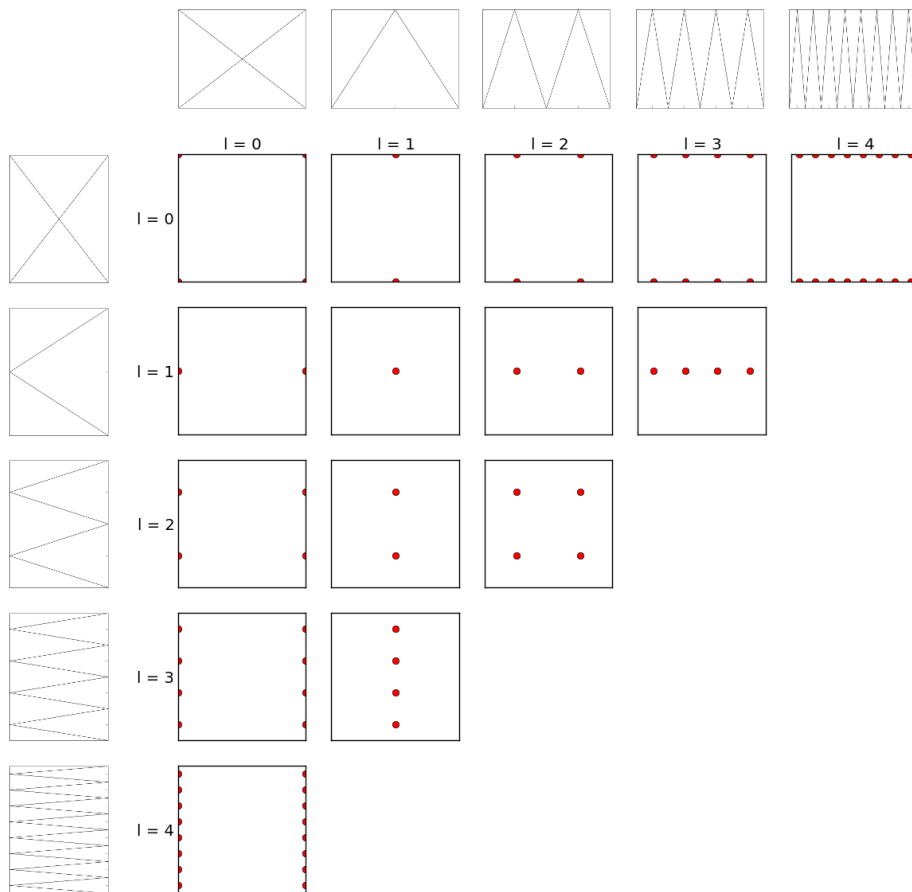 l = 0 l = 1 l = 2 l = 3 l = 4
l = 0
l = 1
l = 2
l = 3
l = 4